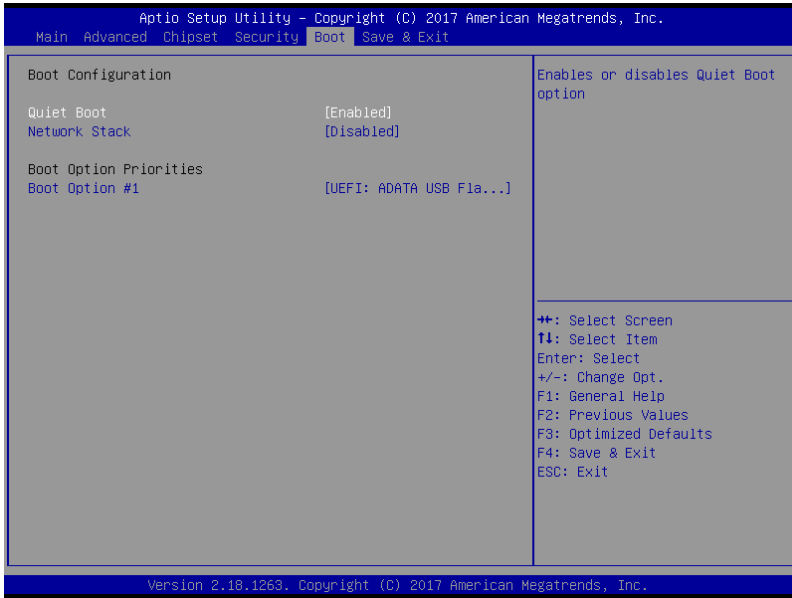 Aptio Setup Utility – Copyright (C) 2017 American Megatrends, Inc.
Main Advanced Chipset Security Boot Save & Exit
Boot Configuration
Quiet Boot [Enabled]
Network Stack [Disabled]
Boot Option Priorities
Boot Option #1 [UEFI: ADATA USB Fla...]
Enables or disables Quiet Boot
option
→←: Select Screen
↑↓: Select Item
Enter: Select
+/-: Change Opt.
F1: General Help
F2: Previous Values
F3: Optimized Defaults
F4: Save & Exit
ESC: Exit
Version 2.18.1263. Copyright (C) 2017 American Megatrends, Inc.